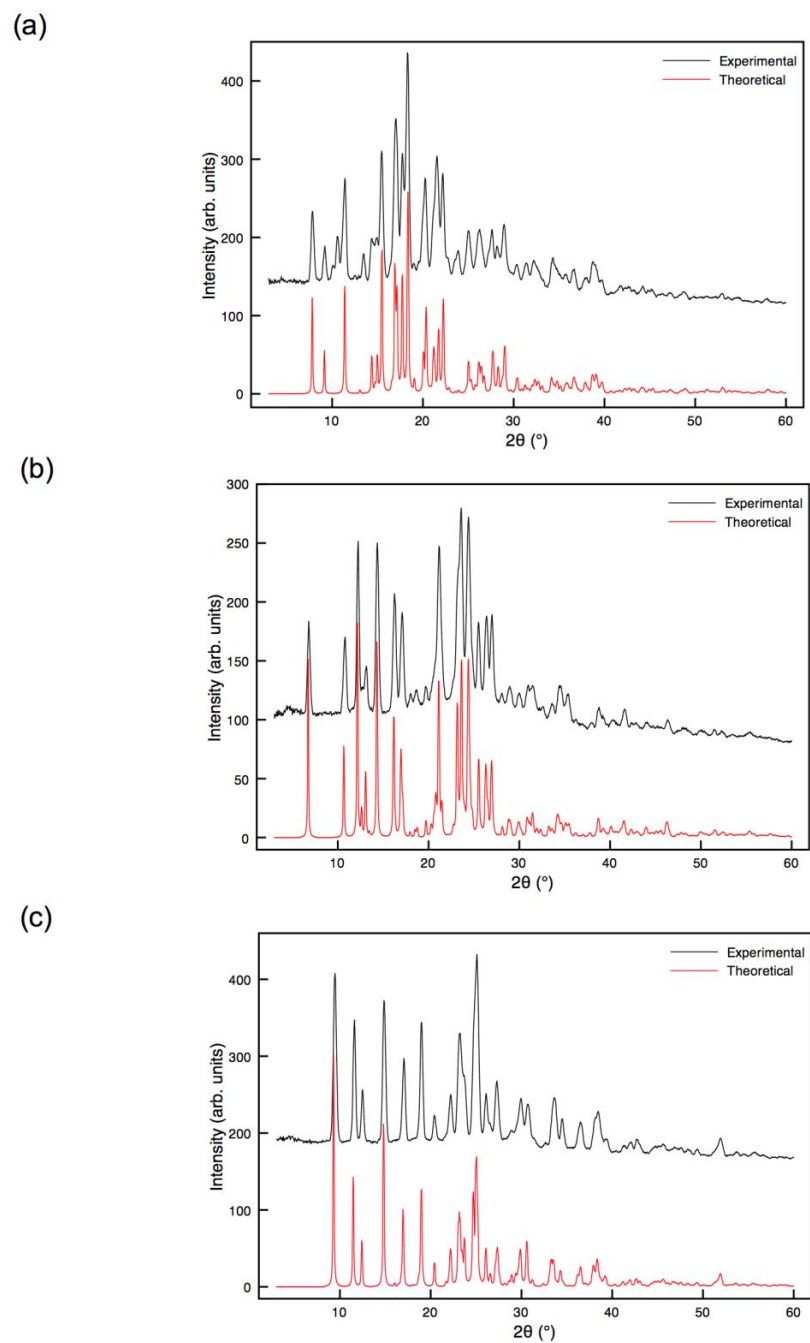 (a)
Experimental
Theoretical
400
300
200
100
0
Intensity (arb. units)
10 20 30 40 50 60
2θ (°)
(b)
Experimental
Theoretical
300
250
200
150
100
50
0
Intensity (arb. units)
10 20 30 40 50 60
2θ (°)
(c)
Experimental
Theoretical
400
300
200
100
0
Intensity (arb. units)
10 20 30 40 50 60
2θ (°)